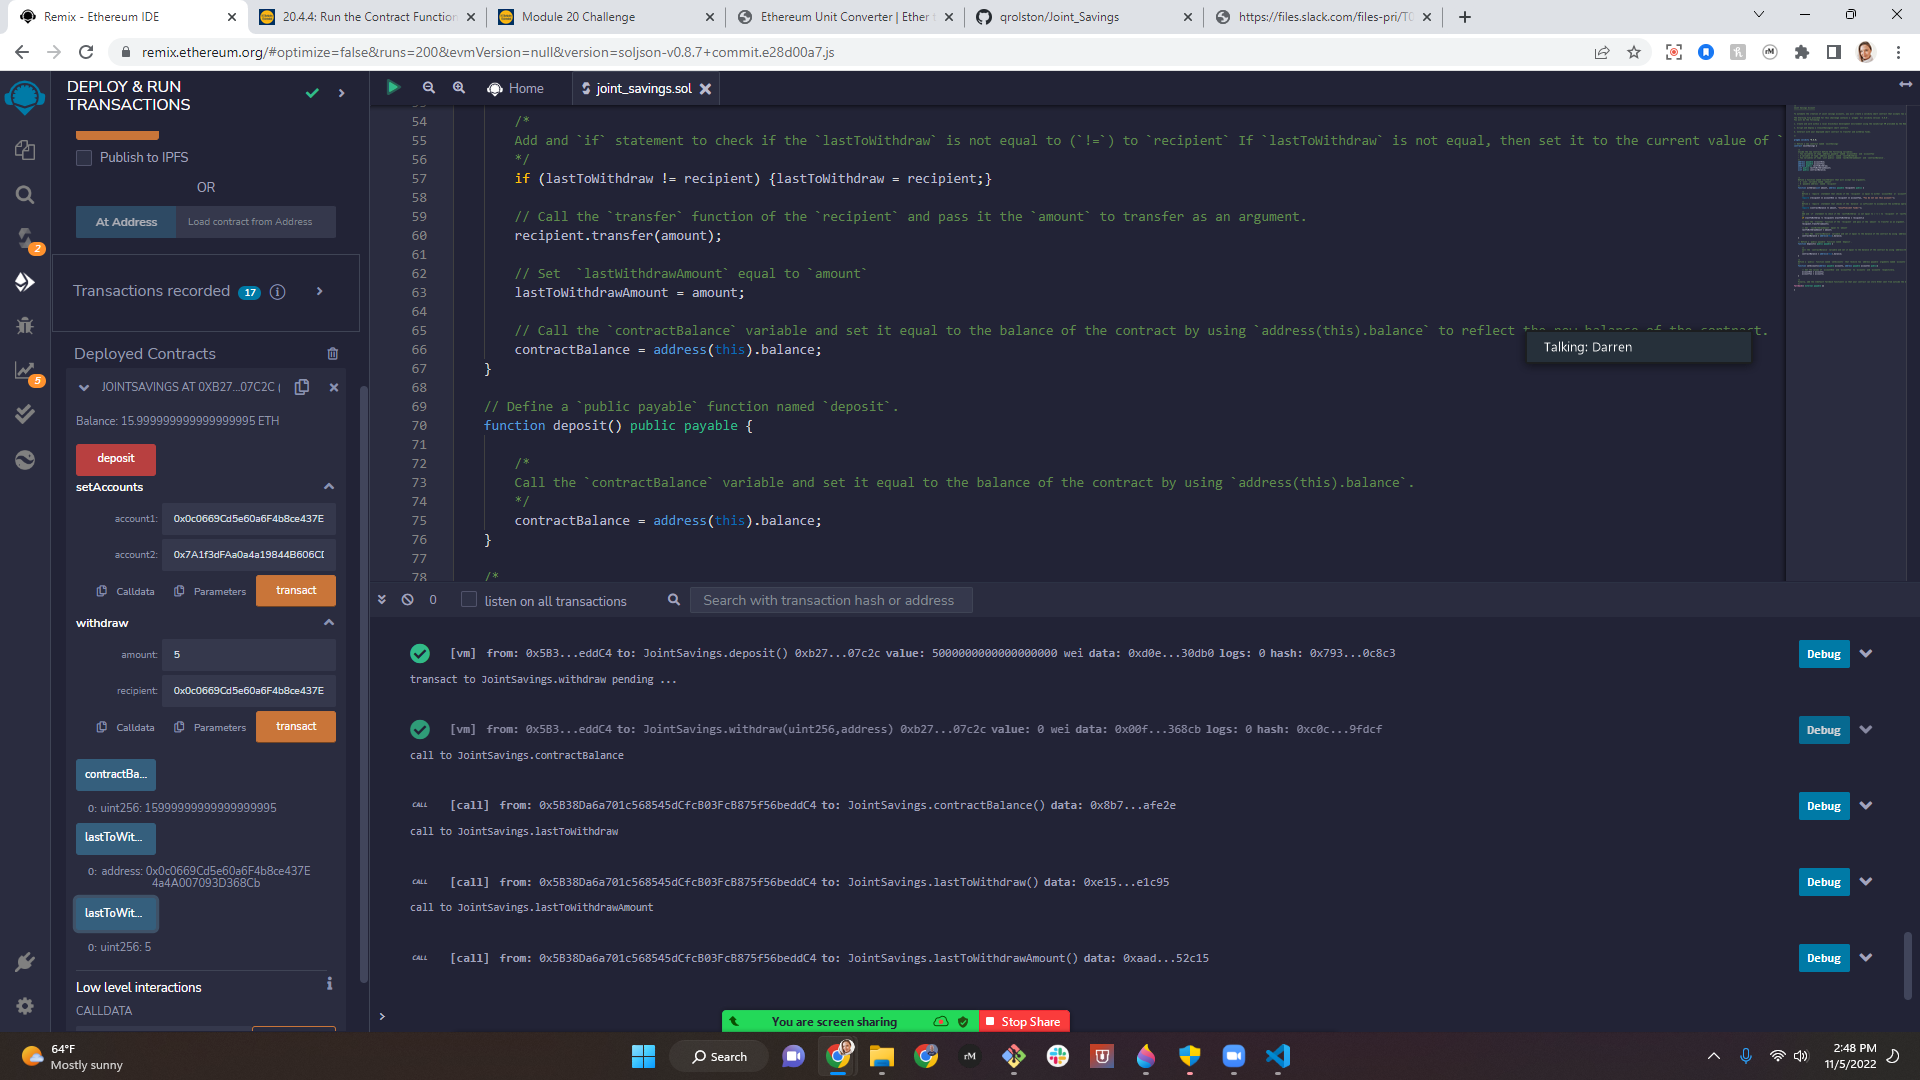 Remix - Ethereum IDE
20.4.4: Run the Contract Function
Module 20 Challenge
Ethereum Unit Converter | Ether
qrolston/Joint_Savings
https://files.slack.com/files-pri/T0
remix.ethereum.org/#optimize=false&runs=200&evmVersion=null&version=soljson-v0.8.7+commit.e28d00a7.js
DEPLOY & RUN
TRANSACTIONS
Publish to IPFS
OR
At Address
Load contract from Address
2
Transactions recorded 17
5
Deployed Contracts
JOINTSAVINGS AT 0XB27...07C2C (
Balance: 15.999999999999999995 ETH
deposit
setAccounts
account1: 0x0c0669Cd5e60a6F4b8ce437E
account2: 0x7A1f3dFAa0a4a19844B606CD
Calldata Parameters transact
withdraw
amount: 5
recipient: 0x0c0669Cd5e60a6F4b8ce437E
Calldata Parameters transact
contractBa...
0: uint256: 15999999999999999995
lastToWit...
0: address: 0x0c0669Cd5e60a6F4b8ce437E
4a4A007093D368Cb
lastToWit...
0: uint256: 5
Low level interactions
CALLDATA
Home
joint_savings.sol
54 /*
55 Add and `if` statement to check if the `lastToWithdraw` is not equal to (`!=`) to `recipient` If `lastToWithdraw` is not equal, then set it to the current value of `
56 */
57 if (lastToWithdraw != recipient) {lastToWithdraw = recipient;}
58
59 // Call the `transfer` function of the `recipient` and pass it the `amount` to transfer as an argument.
60 recipient.transfer(amount);
61
62 // Set  `lastWithdrawAmount` equal to `amount`
63 lastToWithdrawAmount = amount;
64
65 // Call the `contractBalance` variable and set it equal to the balance of the contract by using `address(this).balance` to reflect the new balance of the contract.
66 contractBalance = address(this).balance;
67 }
68
69 // Define a `public payable` function named `deposit`.
70 function deposit() public payable {
71
72 /*
73 Call the `contractBalance` variable and set it equal to the balance of the contract by using `address(this).balance`.
74 */
75 contractBalance = address(this).balance;
76 }
77
78 /*
Talking: Darren
0
listen on all transactions
Search with transaction hash or address
[vm] from: 0x5B3...eddC4 to: JointSavings.deposit() 0xb27...07c2c value: 5000000000000000000 wei data: 0xd0e...30db0 logs: 0 hash: 0x793...0c8c3
Debug
transact to JointSavings.withdraw pending ...
[vm] from: 0x5B3...eddC4 to: JointSavings.withdraw(uint256,address) 0xb27...07c2c value: 0 wei data: 0x00f...368cb logs: 0 hash: 0xc0c...9fdcf
Debug
call to JointSavings.contractBalance
CALL [call] from: 0x5B38Da6a701c568545dCfcB03FcB875f56beddC4 to: JointSavings.contractBalance() data: 0x8b7...afe2e
Debug
call to JointSavings.lastToWithdraw
CALL [call] from: 0x5B38Da6a701c568545dCfcB03FcB875f56beddC4 to: JointSavings.lastToWithdraw() data: 0xe15...e1c95
Debug
call to JointSavings.lastToWithdrawAmount
CALL [call] from: 0x5B38Da6a701c568545dCfcB03FcB875f56beddC4 to: JointSavings.lastToWithdrawAmount() data: 0xaad...52c15
Debug
>
You are screen sharing
Stop Share
64°F
Mostly sunny
Search
2:48 PM
11/5/2022